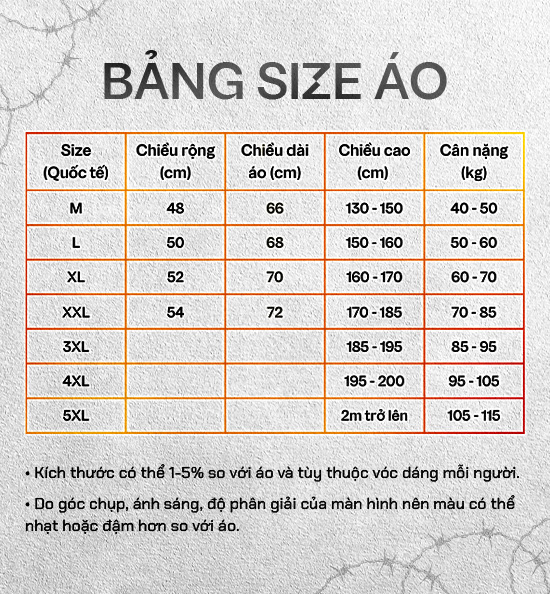 BẢNG SIZE ÁO
Size (Quốc tế) Chiều rộng (cm) Chiều dài áo (cm) Chiều cao (cm) Cân nặng (kg)
M 48 66 130 - 150 40 - 50
L 50 68 150 - 160 50 - 60
XL 52 70 160 - 170 60 - 70
XXL 54 72 170 - 185 70 - 85
3XL 185 - 195 85 - 95
4XL 195 - 200 95 - 105
5XL 2m trở lên 105 - 115
• Kích thước có thể 1-5% so với áo và tùy thuộc vóc dáng mỗi người.
• Do góc chụp, ánh sáng, độ phân giải của màn hình nên màu có thể
nhạt hoặc đậm hơn so với áo.